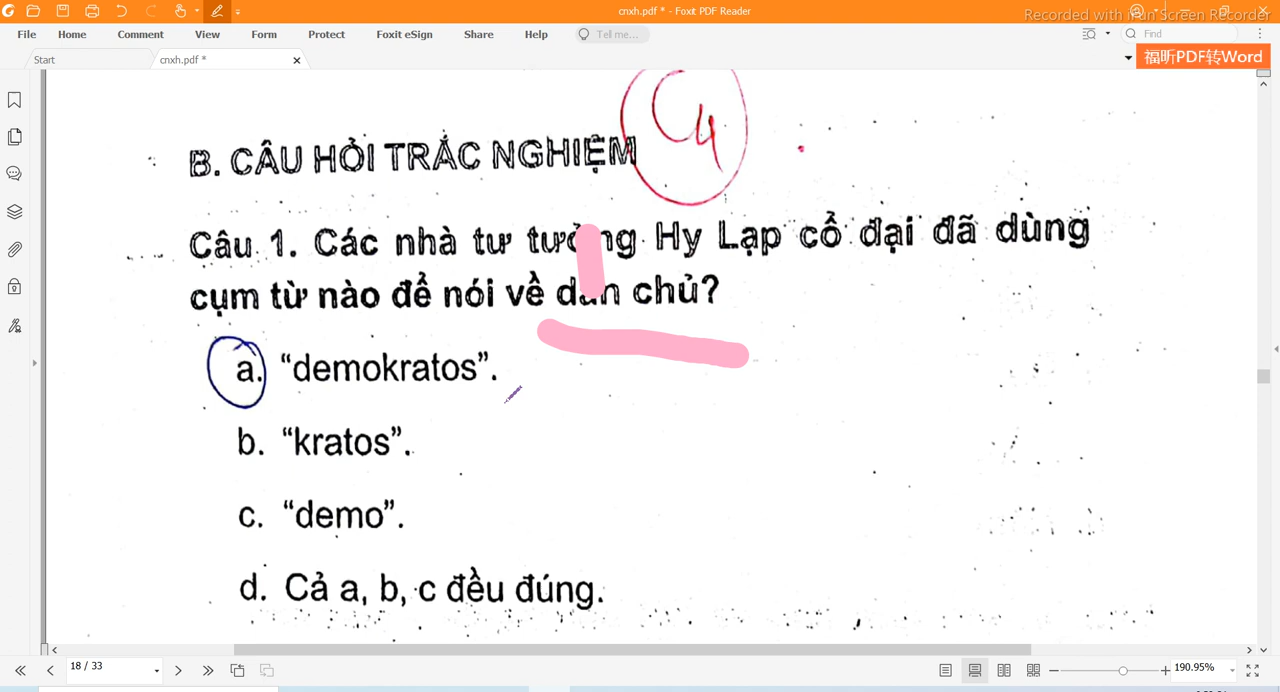 cnxh.pdf * - Foxit PDF Reader
Recorded with iFun Screen Recorder
File Home Comment View Form Protect Foxit eSign Share Help Tell me... Find
Start cnxh.pdf *
福昕PDF转Word
C4
B. CÂU HỎI TRẮC NGHIỆM
Câu 1. Các nhà tư tưởng Hy Lạp cổ đại đã dùng
cụm từ nào để nói về dân chủ?
a. “demokratos”.
b. “kratos”.
c. “demo”.
d. Cả a, b, c đều đúng.
18 / 33
190.95%